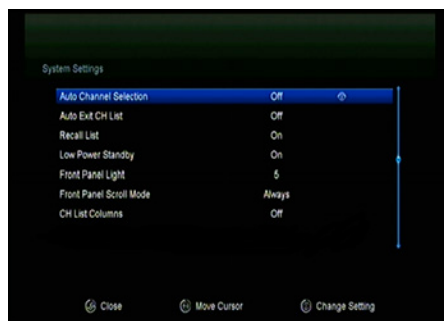 System Settings
Auto Channel Selection Off
Auto Exit CH List Off
Recall List On
Low Power Standby On
Front Panel Light 5
Front Panel Scroll Mode Always
CH List Columns Off
Close Move Cursor Change Setting